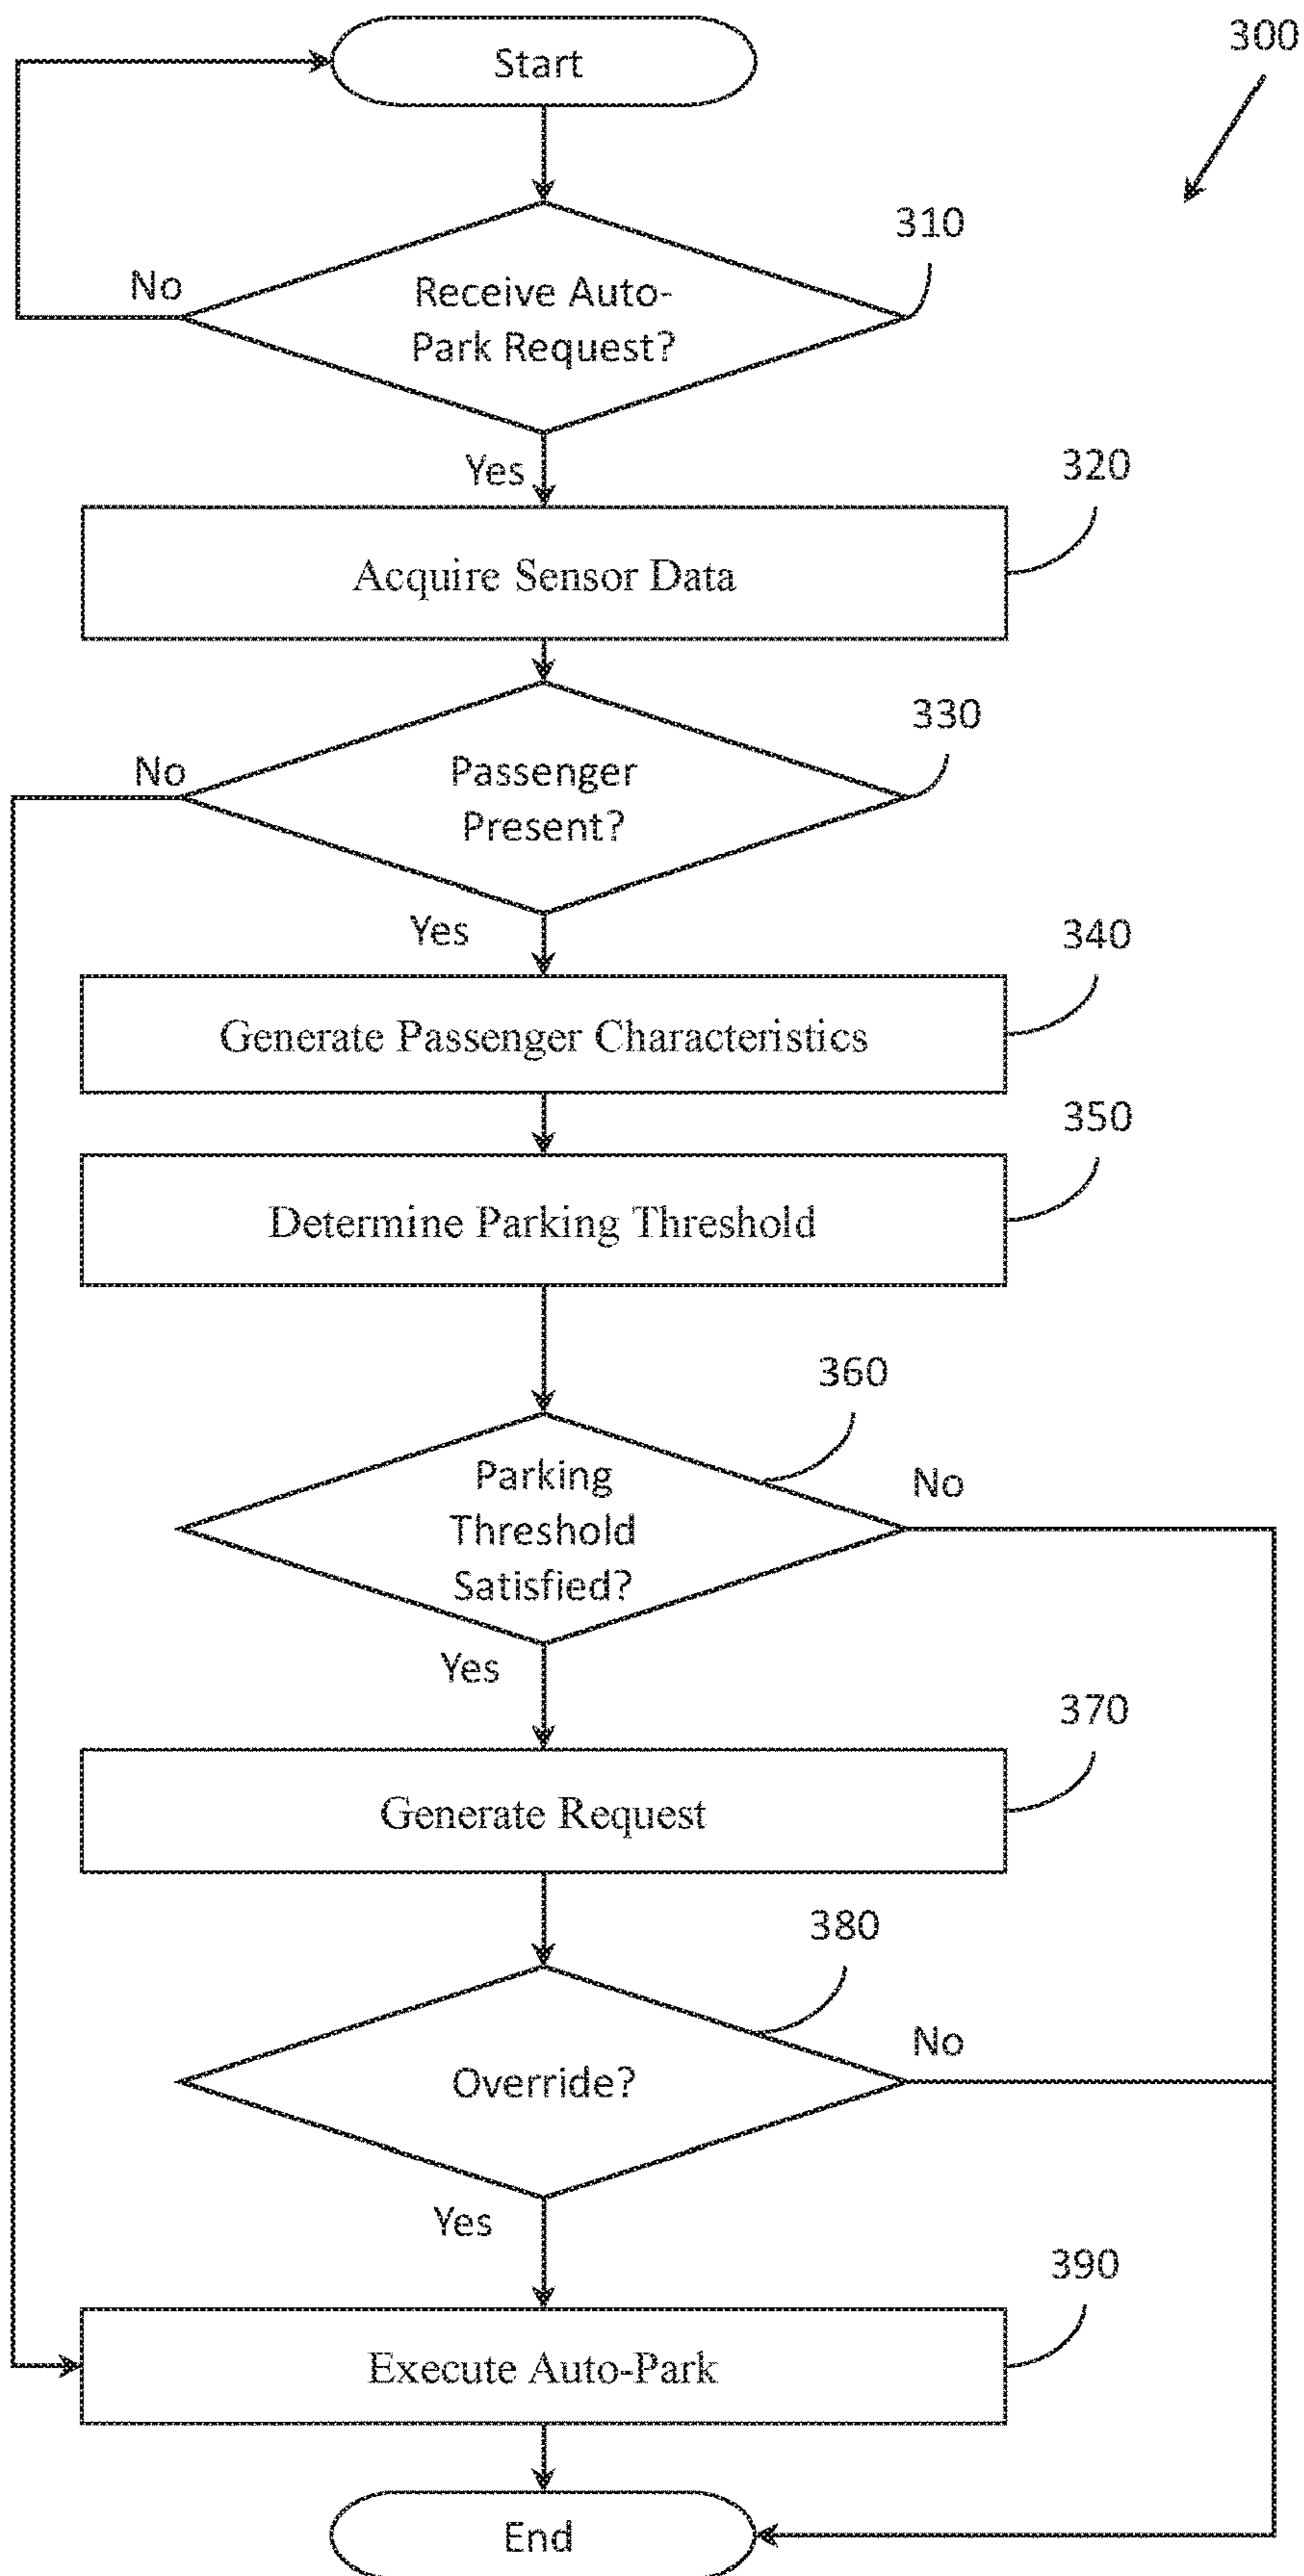 Start
300
310
No
Receive Auto-
Park Request?
Yes
320
Acquire Sensor Data
330
No
Passenger
Present?
Yes
340
Generate Passenger Characteristics
350
Determine Parking Threshold
360
Parking
No
Threshold
Satisfied?
Yes
370
Generate Request
380
No
Override?
Yes
390
Execute Auto-Park
End